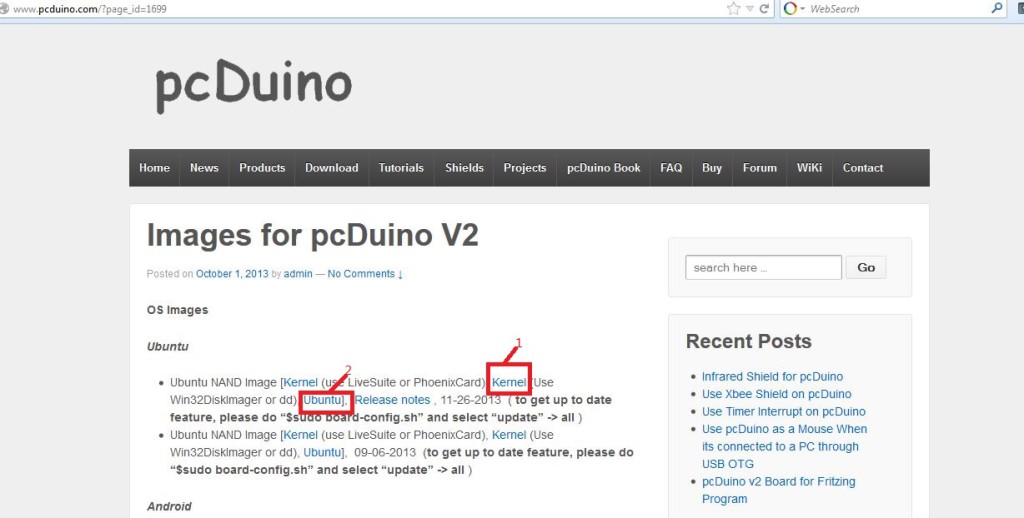 www.pcduino.com/?page_id=1699
WebSearch
pcDuino
Home News Products Download Tutorials Shields Projects pcDuino Book FAQ Buy Forum WiKi Contact
Images for pcDuino V2
Posted on October 1, 2013 by admin — No Comments ↓
OS Images
Ubuntu
1
2
Ubuntu NAND Image [Kernel (use LiveSuite or PhoenixCard), Kernel (Use
Win32DiskImager or dd), Ubuntu], Release notes , 11-26-2013 ( to get up to date
feature, please do “$sudo board-config.sh” and select “update” -> all )
Ubuntu NAND Image [Kernel (use LiveSuite or PhoenixCard), Kernel (Use
Win32DiskImager or dd), Ubuntu], 09-06-2013 (to get up to date feature, please do
“$sudo board-config.sh” and select “update” -> all )
Android
search here …
Go
Recent Posts
Infrared Shield for pcDuino
Use Xbee Shield on pcDuino
Use Timer Interrupt on pcDuino
Use pcDuino as a Mouse When
its connected to a PC through
USB OTG
pcDuino v2 Board for Fritzing
Program